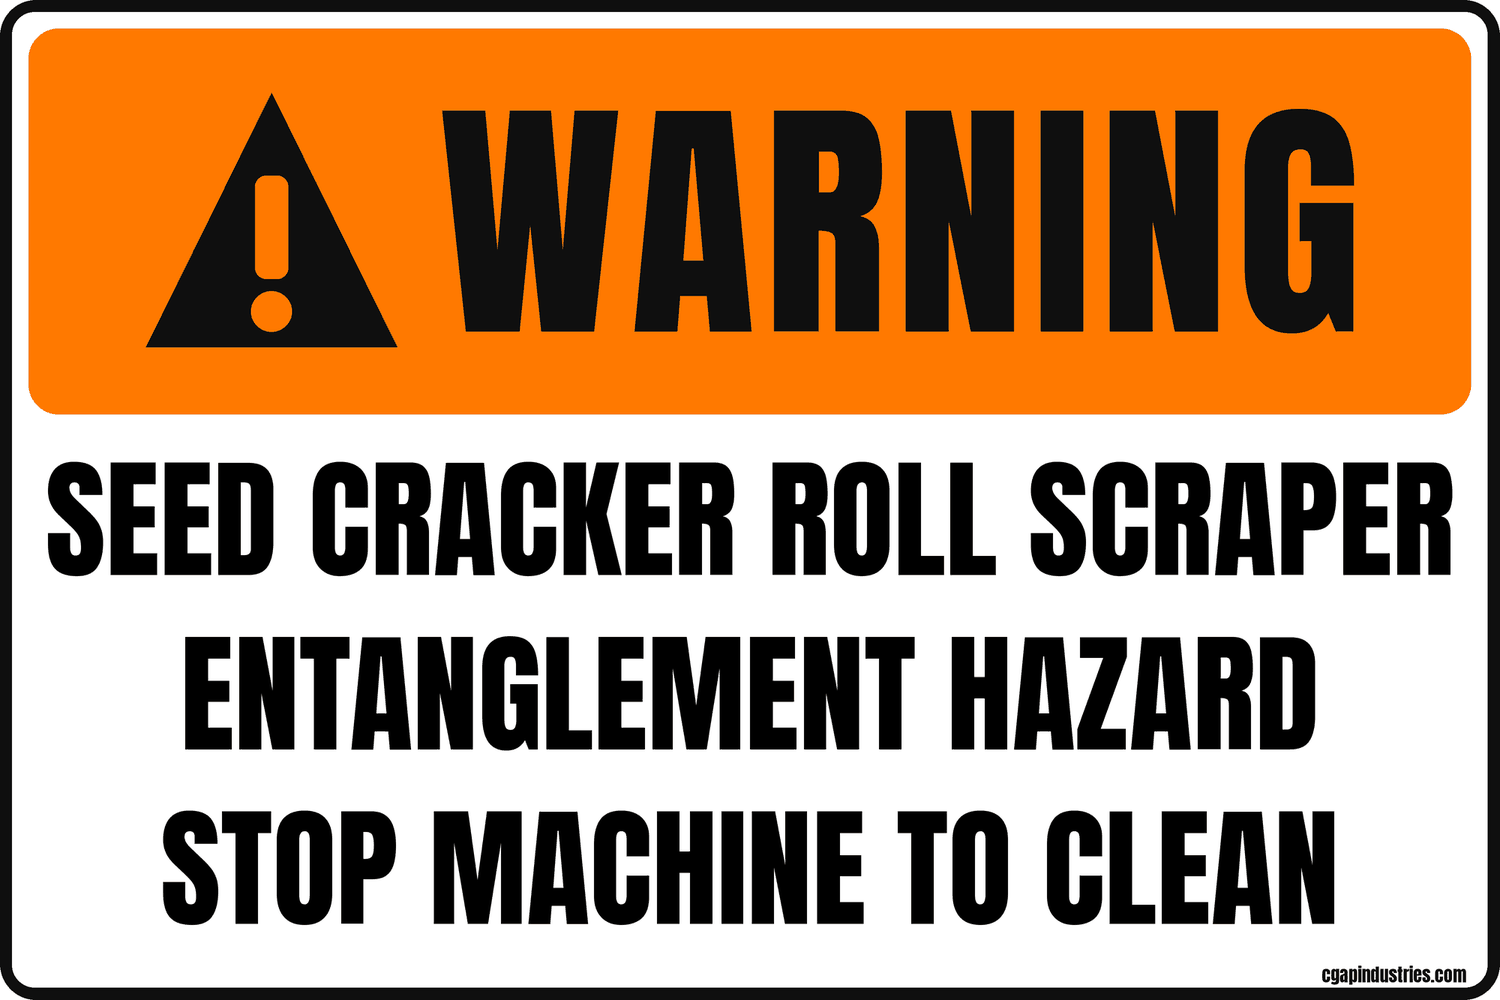 WARNING
SEED CRACKER ROLL SCRAPER
ENTANGLEMENT HAZARD
STOP MACHINE TO CLEAN
cgapindustries.com